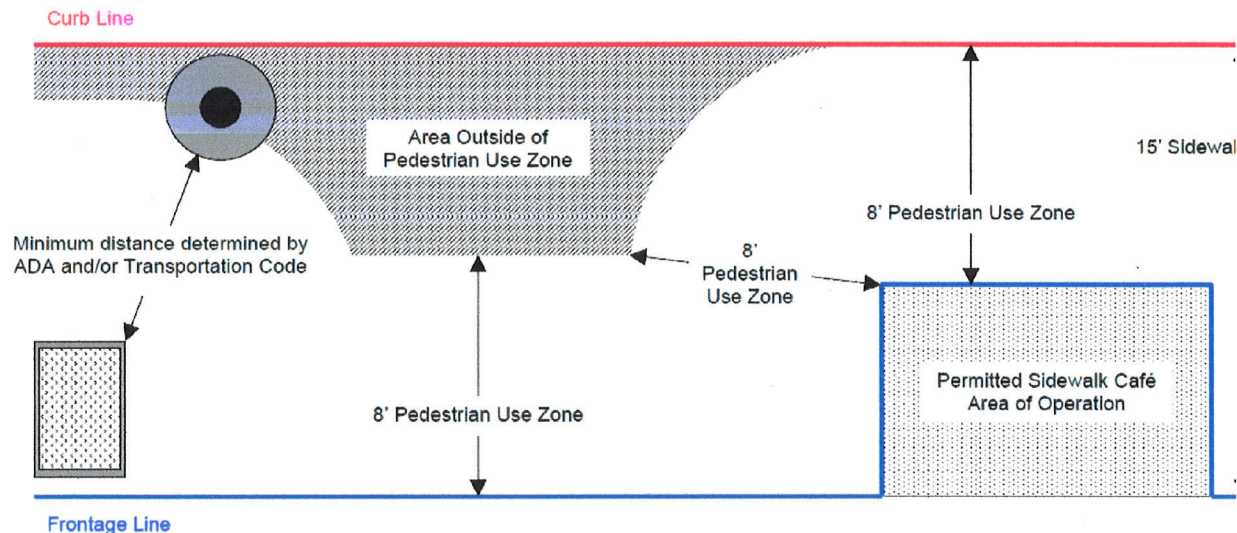 Curb Line
Area Outside of
Pedestrian Use Zone
15' Sidewal
8' Pedestrian Use Zone
Minimum distance determined by
ADA and/or Transportation Code
8'
Pedestrian
Use Zone
Permitted Sidewalk Café
Area of Operation
8' Pedestrian Use Zone
Frontage Line